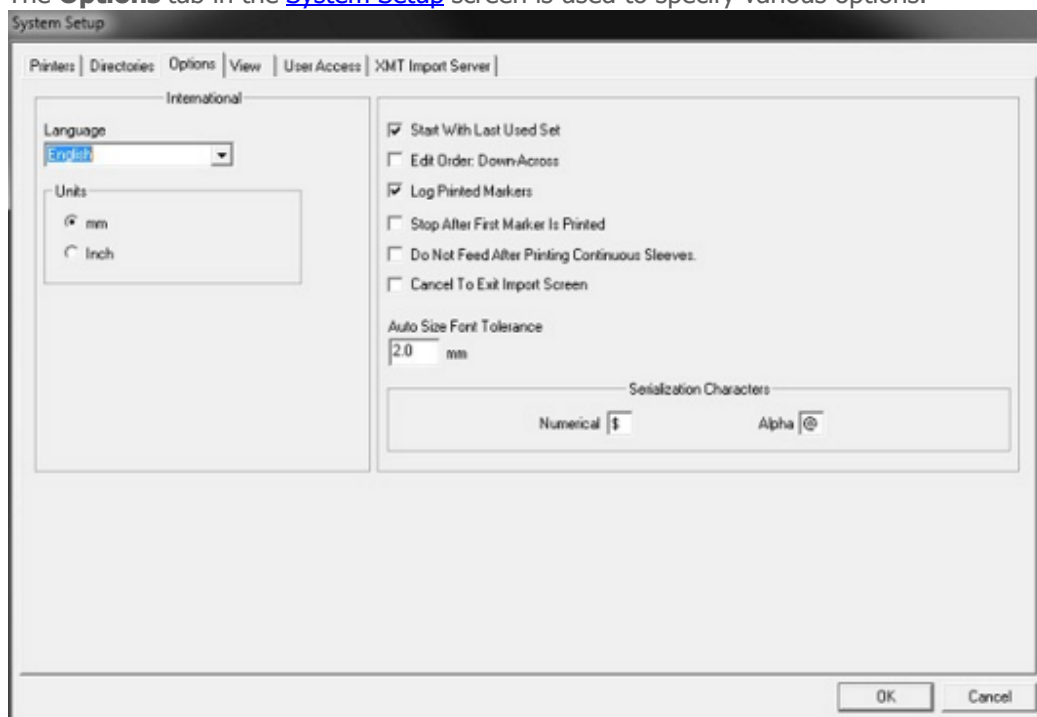 The Options tab in the System Setup screen is used to specify various options.
System Setup
Printers Directories Options View User Access XMT Import Server
International
Language
English
Units
mm
Inch
Start With Last Used Set
Edit Order: Down-Across
Log Printed Markers
Stop After First Marker Is Printed
Do Not Feed After Printing Continuous Sleeves.
Cancel To Exit Import Screen
Auto Size Font Tolerance
2.0 mm
Serialization Characters
Numerical $ Alpha @
OK Cancel